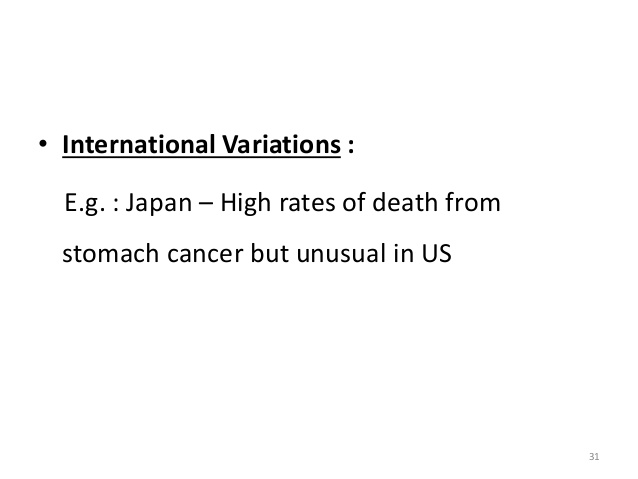 • International Variations :
E.g. : Japan – High rates of death from
stomach cancer but unusual in US
31